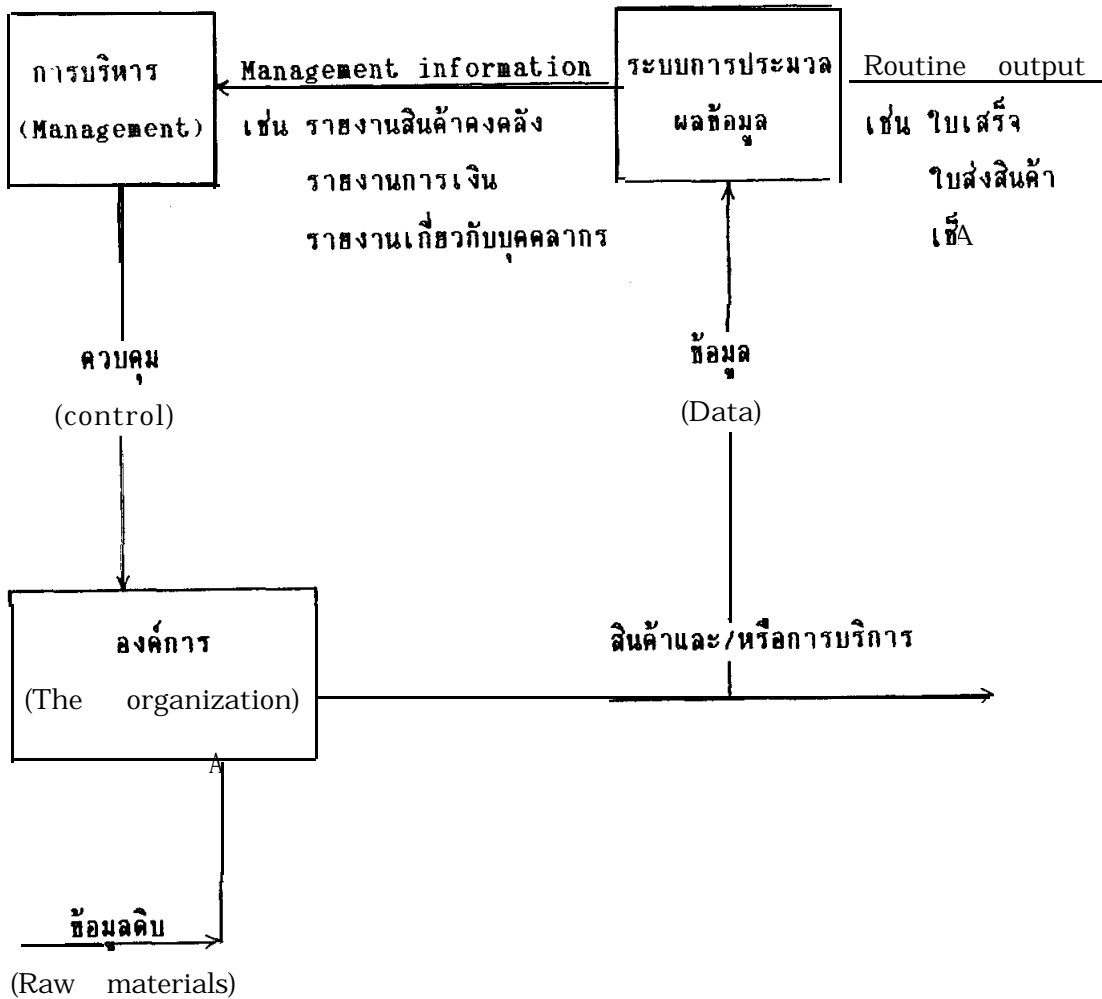 การบริหาร
(Management)
Management information
เช่น รายงานสินค้าคงคลัง
รายงานการเงิน
รายงานเกี่ยวกับบุคคลากร
ระบบการประมวล
ผลข้อมูล
Routine output
เช่น ใบเสร็จ
ใบส่งสินค้า
ควบคุม
(control)
ข้อมูล
(Data)
องค์การ
(The organization)
สินค้าและ/หรือการบริการ
ข้อมูลดิบ
(Raw materials)